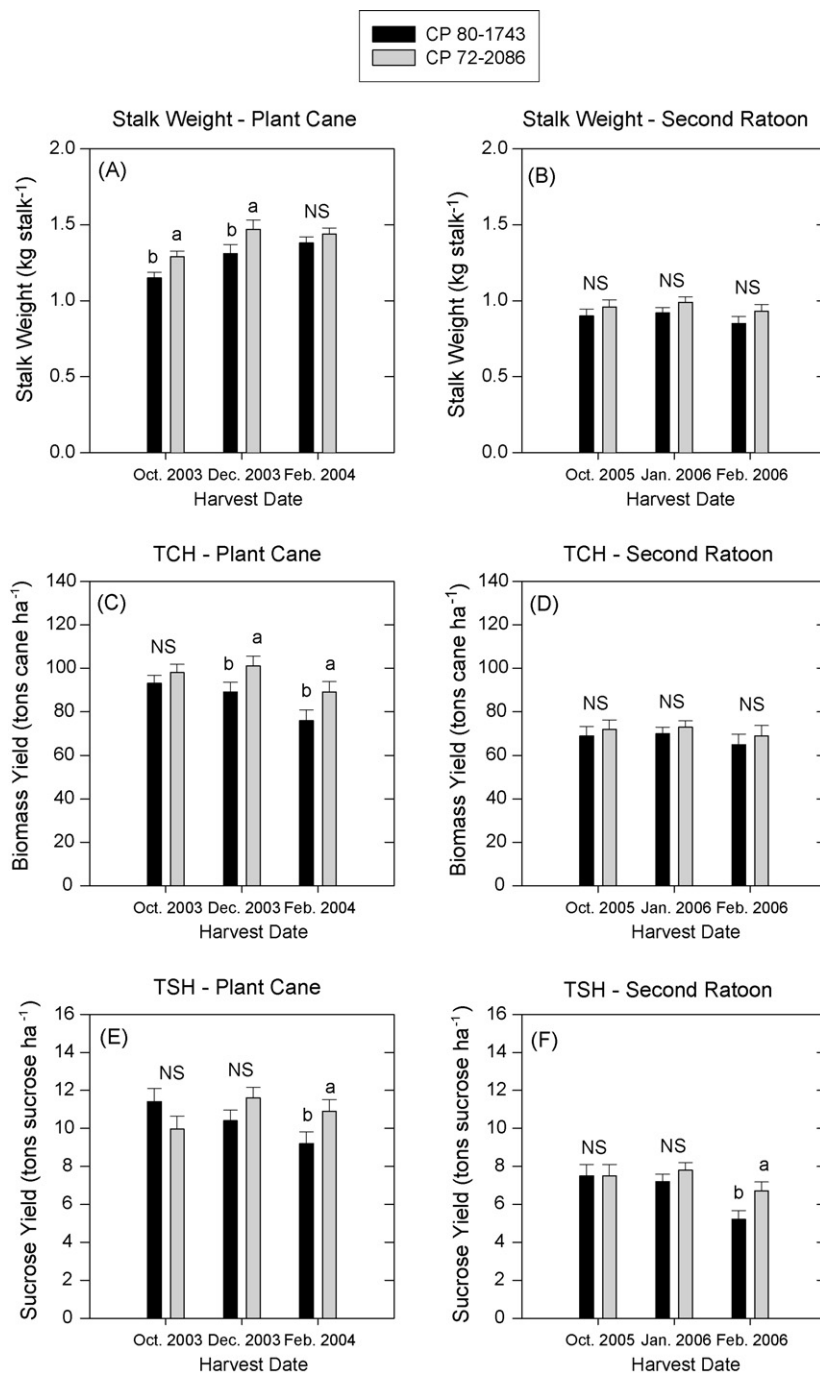 CP 80-1743
CP 72-2086
Stalk Weight - Plant Cane
(A)
2.0
1.5
1.0
0.5
0.0
Stalk Weight (kg stalk⁻¹)
b a b a NS
Oct. 2003 Dec. 2003 Feb. 2004
Harvest Date
Stalk Weight - Second Ratoon
(B)
2.0
1.5
1.0
0.5
0.0
Stalk Weight (kg stalk⁻¹)
NS NS NS
Oct. 2005 Jan. 2006 Feb. 2006
Harvest Date
TCH - Plant Cane
(C)
140
120
100
80
60
40
20
0
Biomass Yield (tons cane ha⁻¹)
NS b a b a
Oct. 2003 Dec. 2003 Feb. 2004
Harvest Date
TCH - Second Ratoon
(D)
140
120
100
80
60
40
20
0
Biomass Yield (tons cane ha⁻¹)
NS NS NS
Oct. 2005 Jan. 2006 Feb. 2006
Harvest Date
TSH - Plant Cane
(E)
16
14
12
10
8
6
4
2
0
Sucrose Yield (tons sucrose ha⁻¹)
NS NS b a
Oct. 2003 Dec. 2003 Feb. 2004
Harvest Date
TSH - Second Ratoon
(F)
16
14
12
10
8
6
4
2
0
Sucrose Yield (tons sucrose ha⁻¹)
NS NS b a
Oct. 2005 Jan. 2006 Feb. 2006
Harvest Date